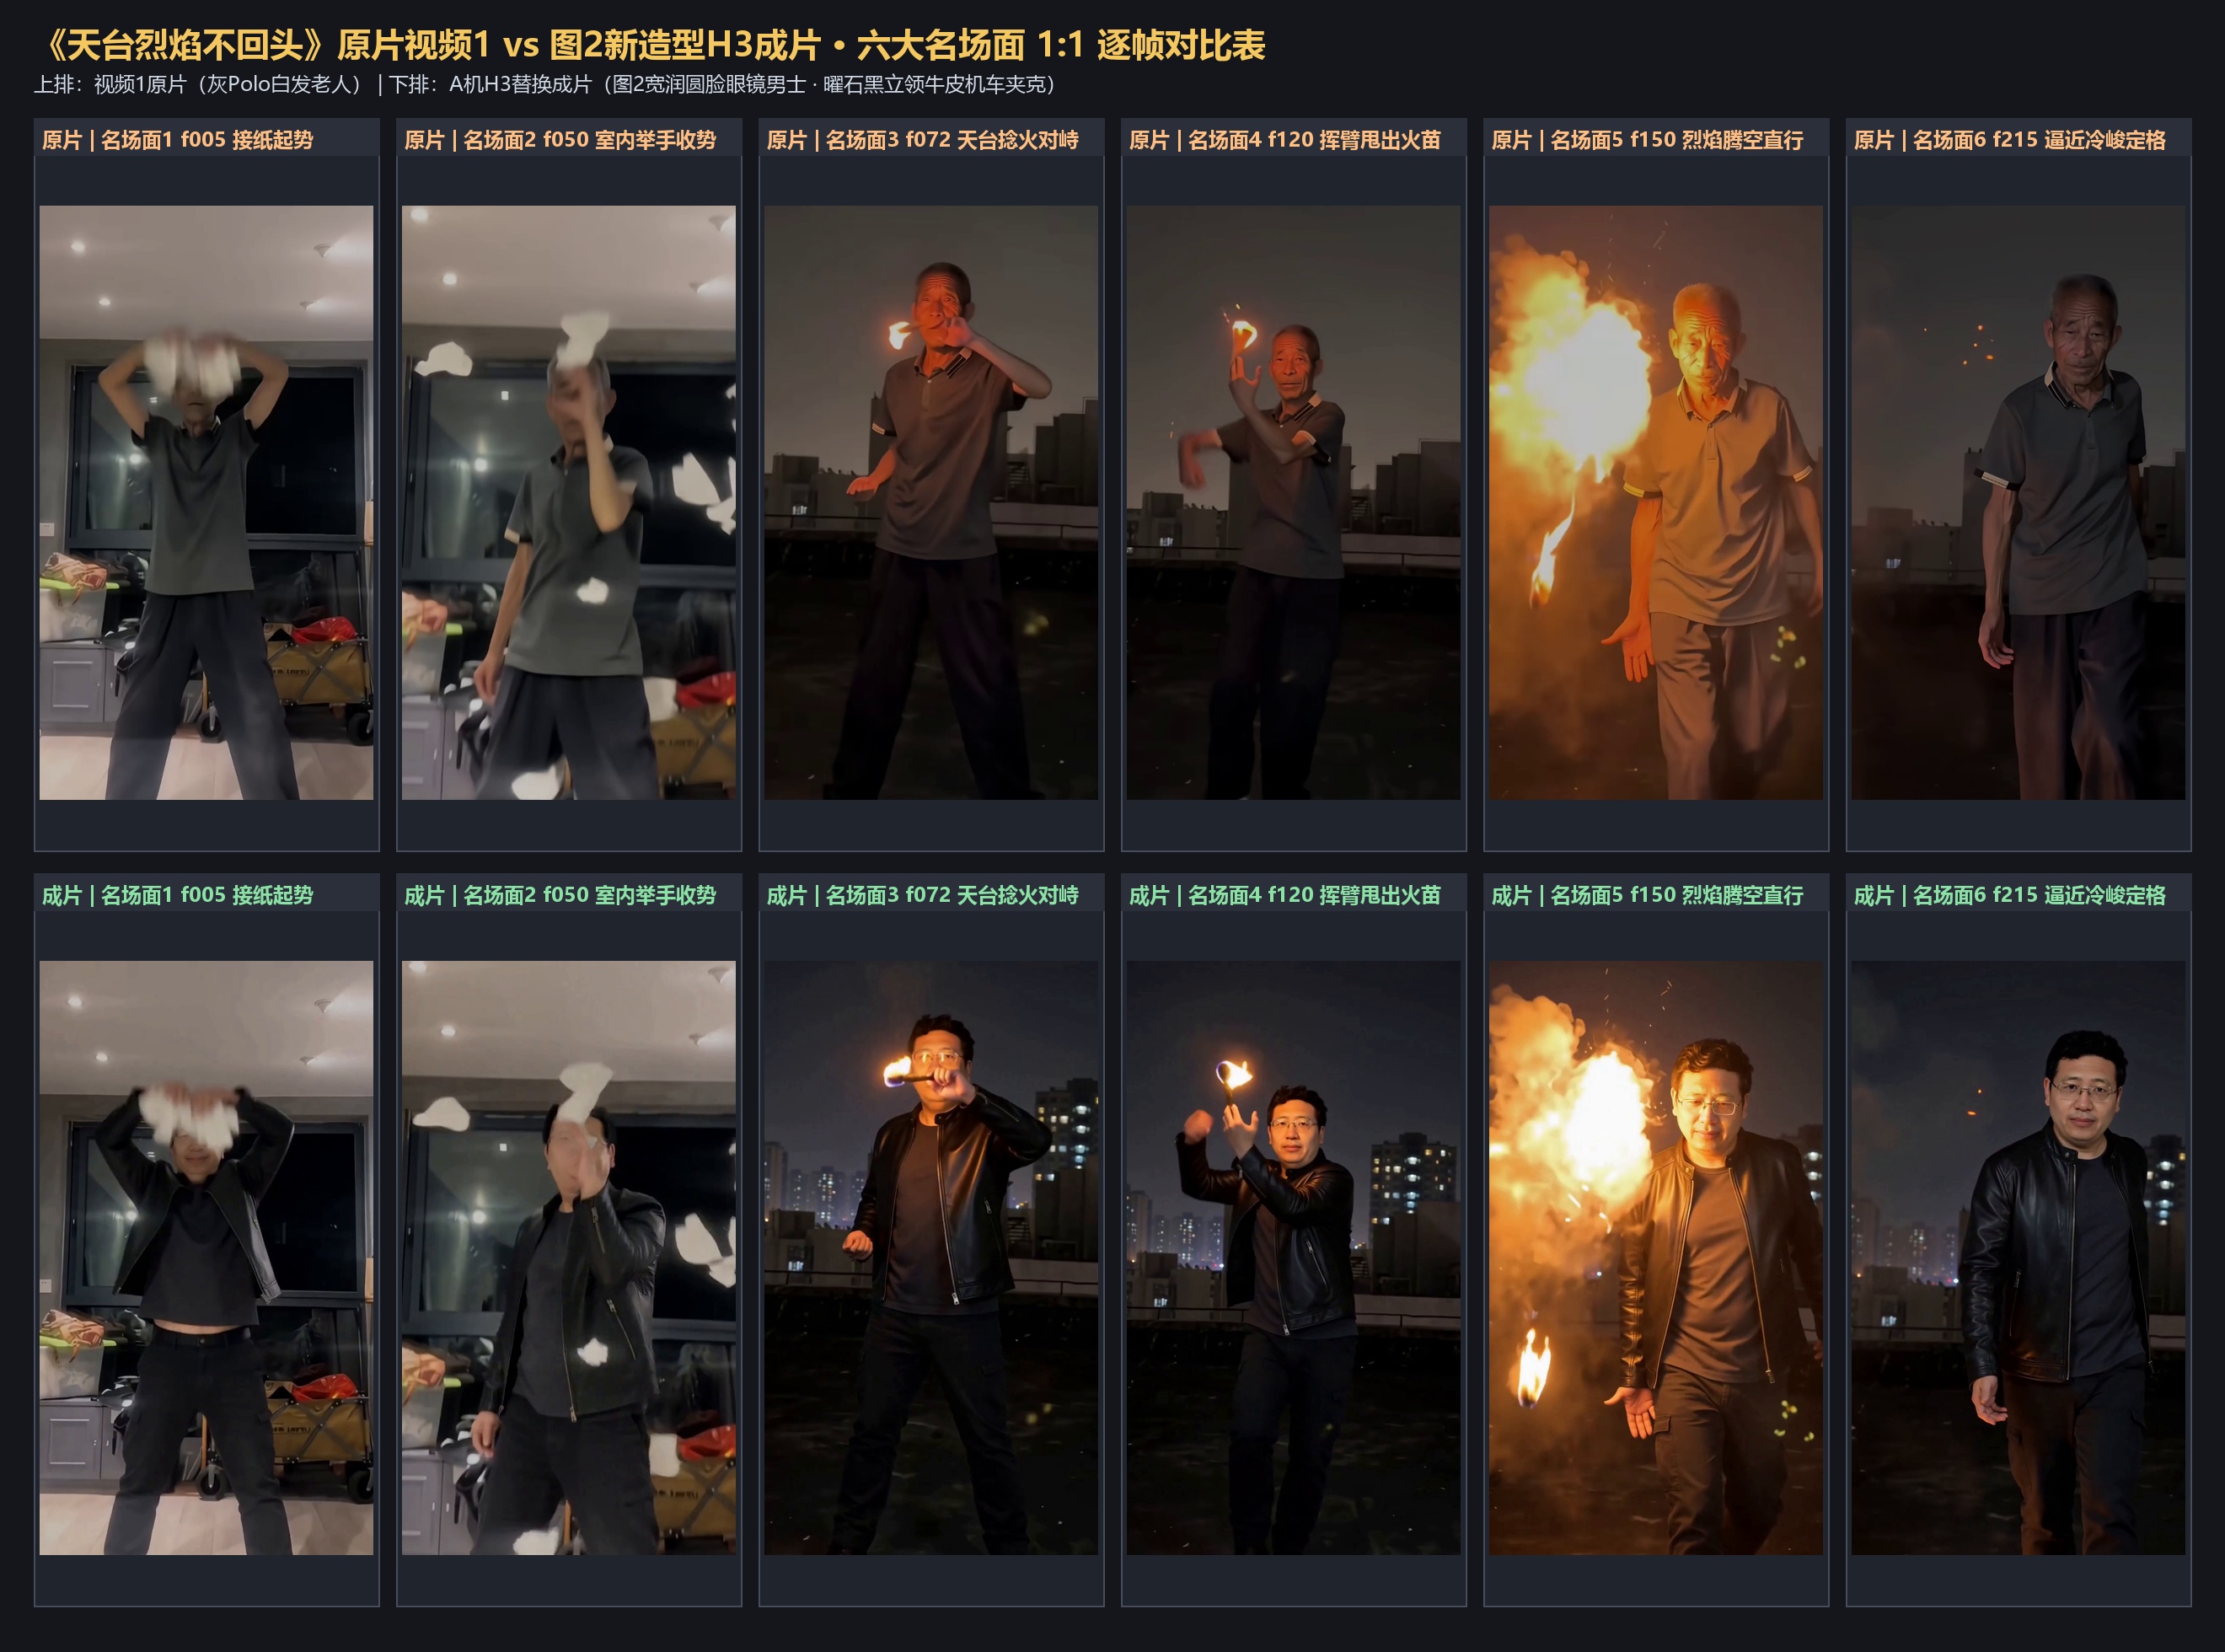 《天台烈焰不回头》原片视频1 vs 图2新造型H3成片 • 六大名场面 1:1 逐帧对比表
上排：视频1原片（灰Polo白发老人） | 下排：A机H3替换成片（图2宽润圆脸眼镜男士 · 曜石黑立领牛皮机车夹克）
原片 | 名场面1 f005 接纸起势
原片 | 名场面2 f050 室内举手收势
原片 | 名场面3 f072 天台捻火对峙
原片 | 名场面4 f120 挥臂甩出火苗
原片 | 名场面5 f150 烈焰腾空直行
原片 | 名场面6 f215 逼近冷峻定格
成片 | 名场面1 f005 接纸起势
成片 | 名场面2 f050 室内举手收势
成片 | 名场面3 f072 天台捻火对峙
成片 | 名场面4 f120 挥臂甩出火苗
成片 | 名场面5 f150 烈焰腾空直行
成片 | 名场面6 f215 逼近冷峻定格